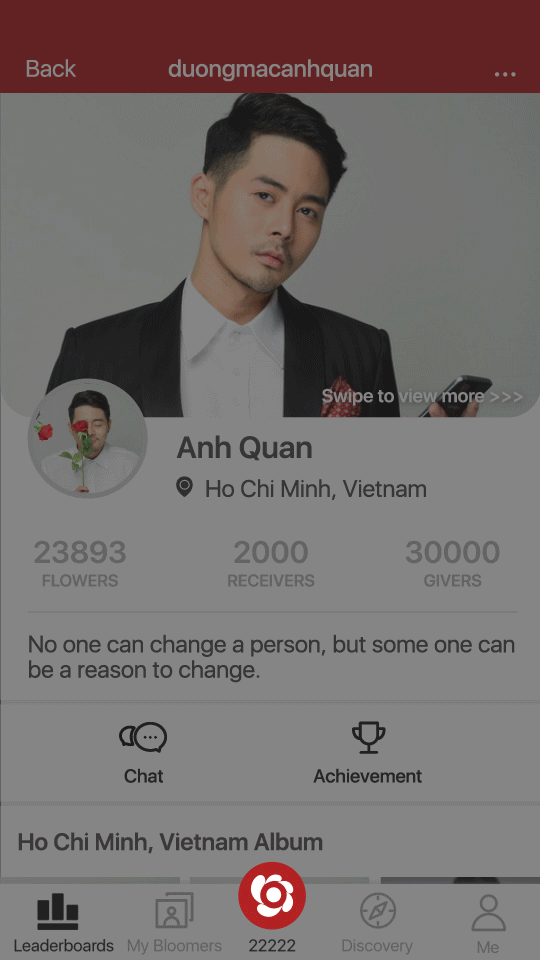 Back
duongmacanhquan
...
Swipe to view more >>>
Anh Quan
Ho Chi Minh, Vietnam
23893
2000
30000
FLOWERS
RECEIVERS
GIVERS
No one can change a person, but some one can
be a reason to change.
Chat
Achievement
Ho Chi Minh, Vietnam Album
Leaderboards
My Bloomers
22222
Discovery
Me